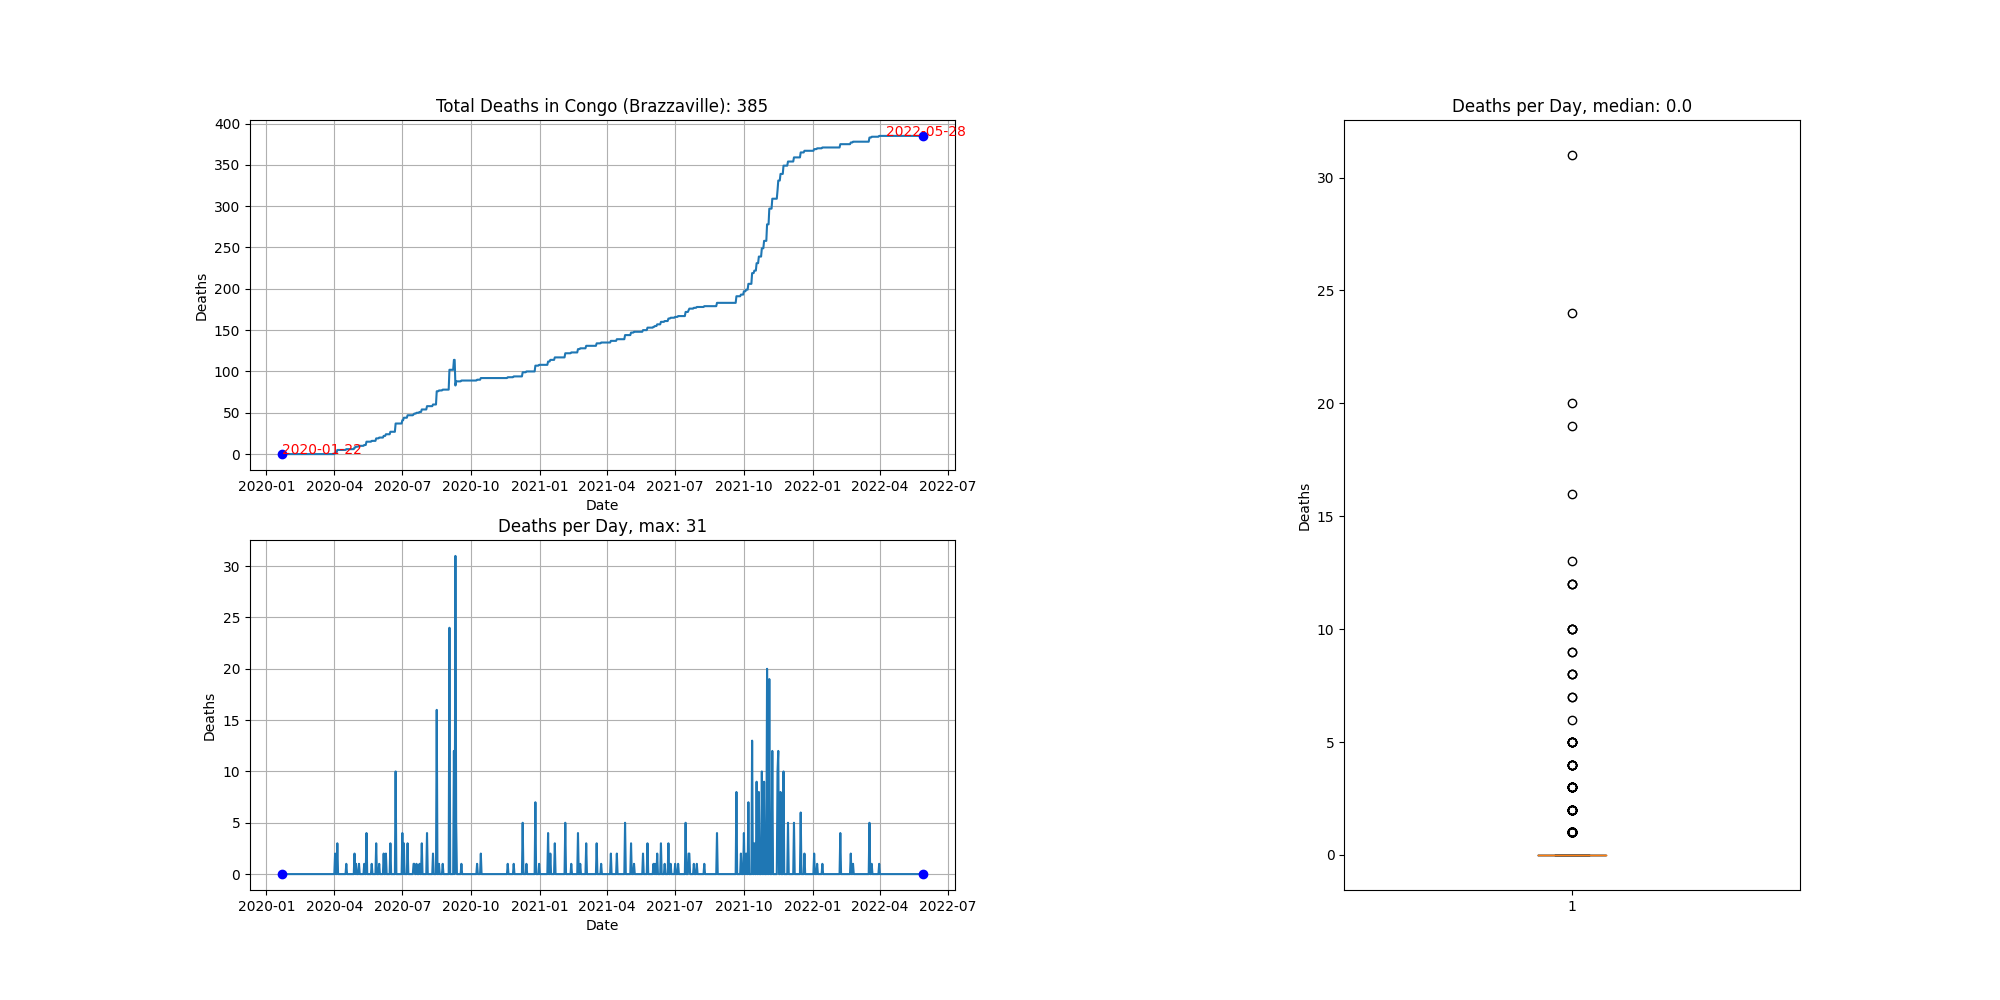 Total Deaths in Congo (Brazzaville): 385
400
350
300
250
200
150
100
50
0
Deaths
2020-01-22
2022-05-28
2020-01 2020-04 2020-07 2020-10 2021-01 2021-04 2021-07 2021-10 2022-01 2022-04 2022-07
Date
Deaths per Day, max: 31
30
25
20
15
10
5
0
Deaths
2020-01 2020-04 2020-07 2020-10 2021-01 2021-04 2021-07 2021-10 2022-01 2022-04 2022-07
Date
Deaths per Day, median: 0.0
30
25
20
15
10
5
0
Deaths
1